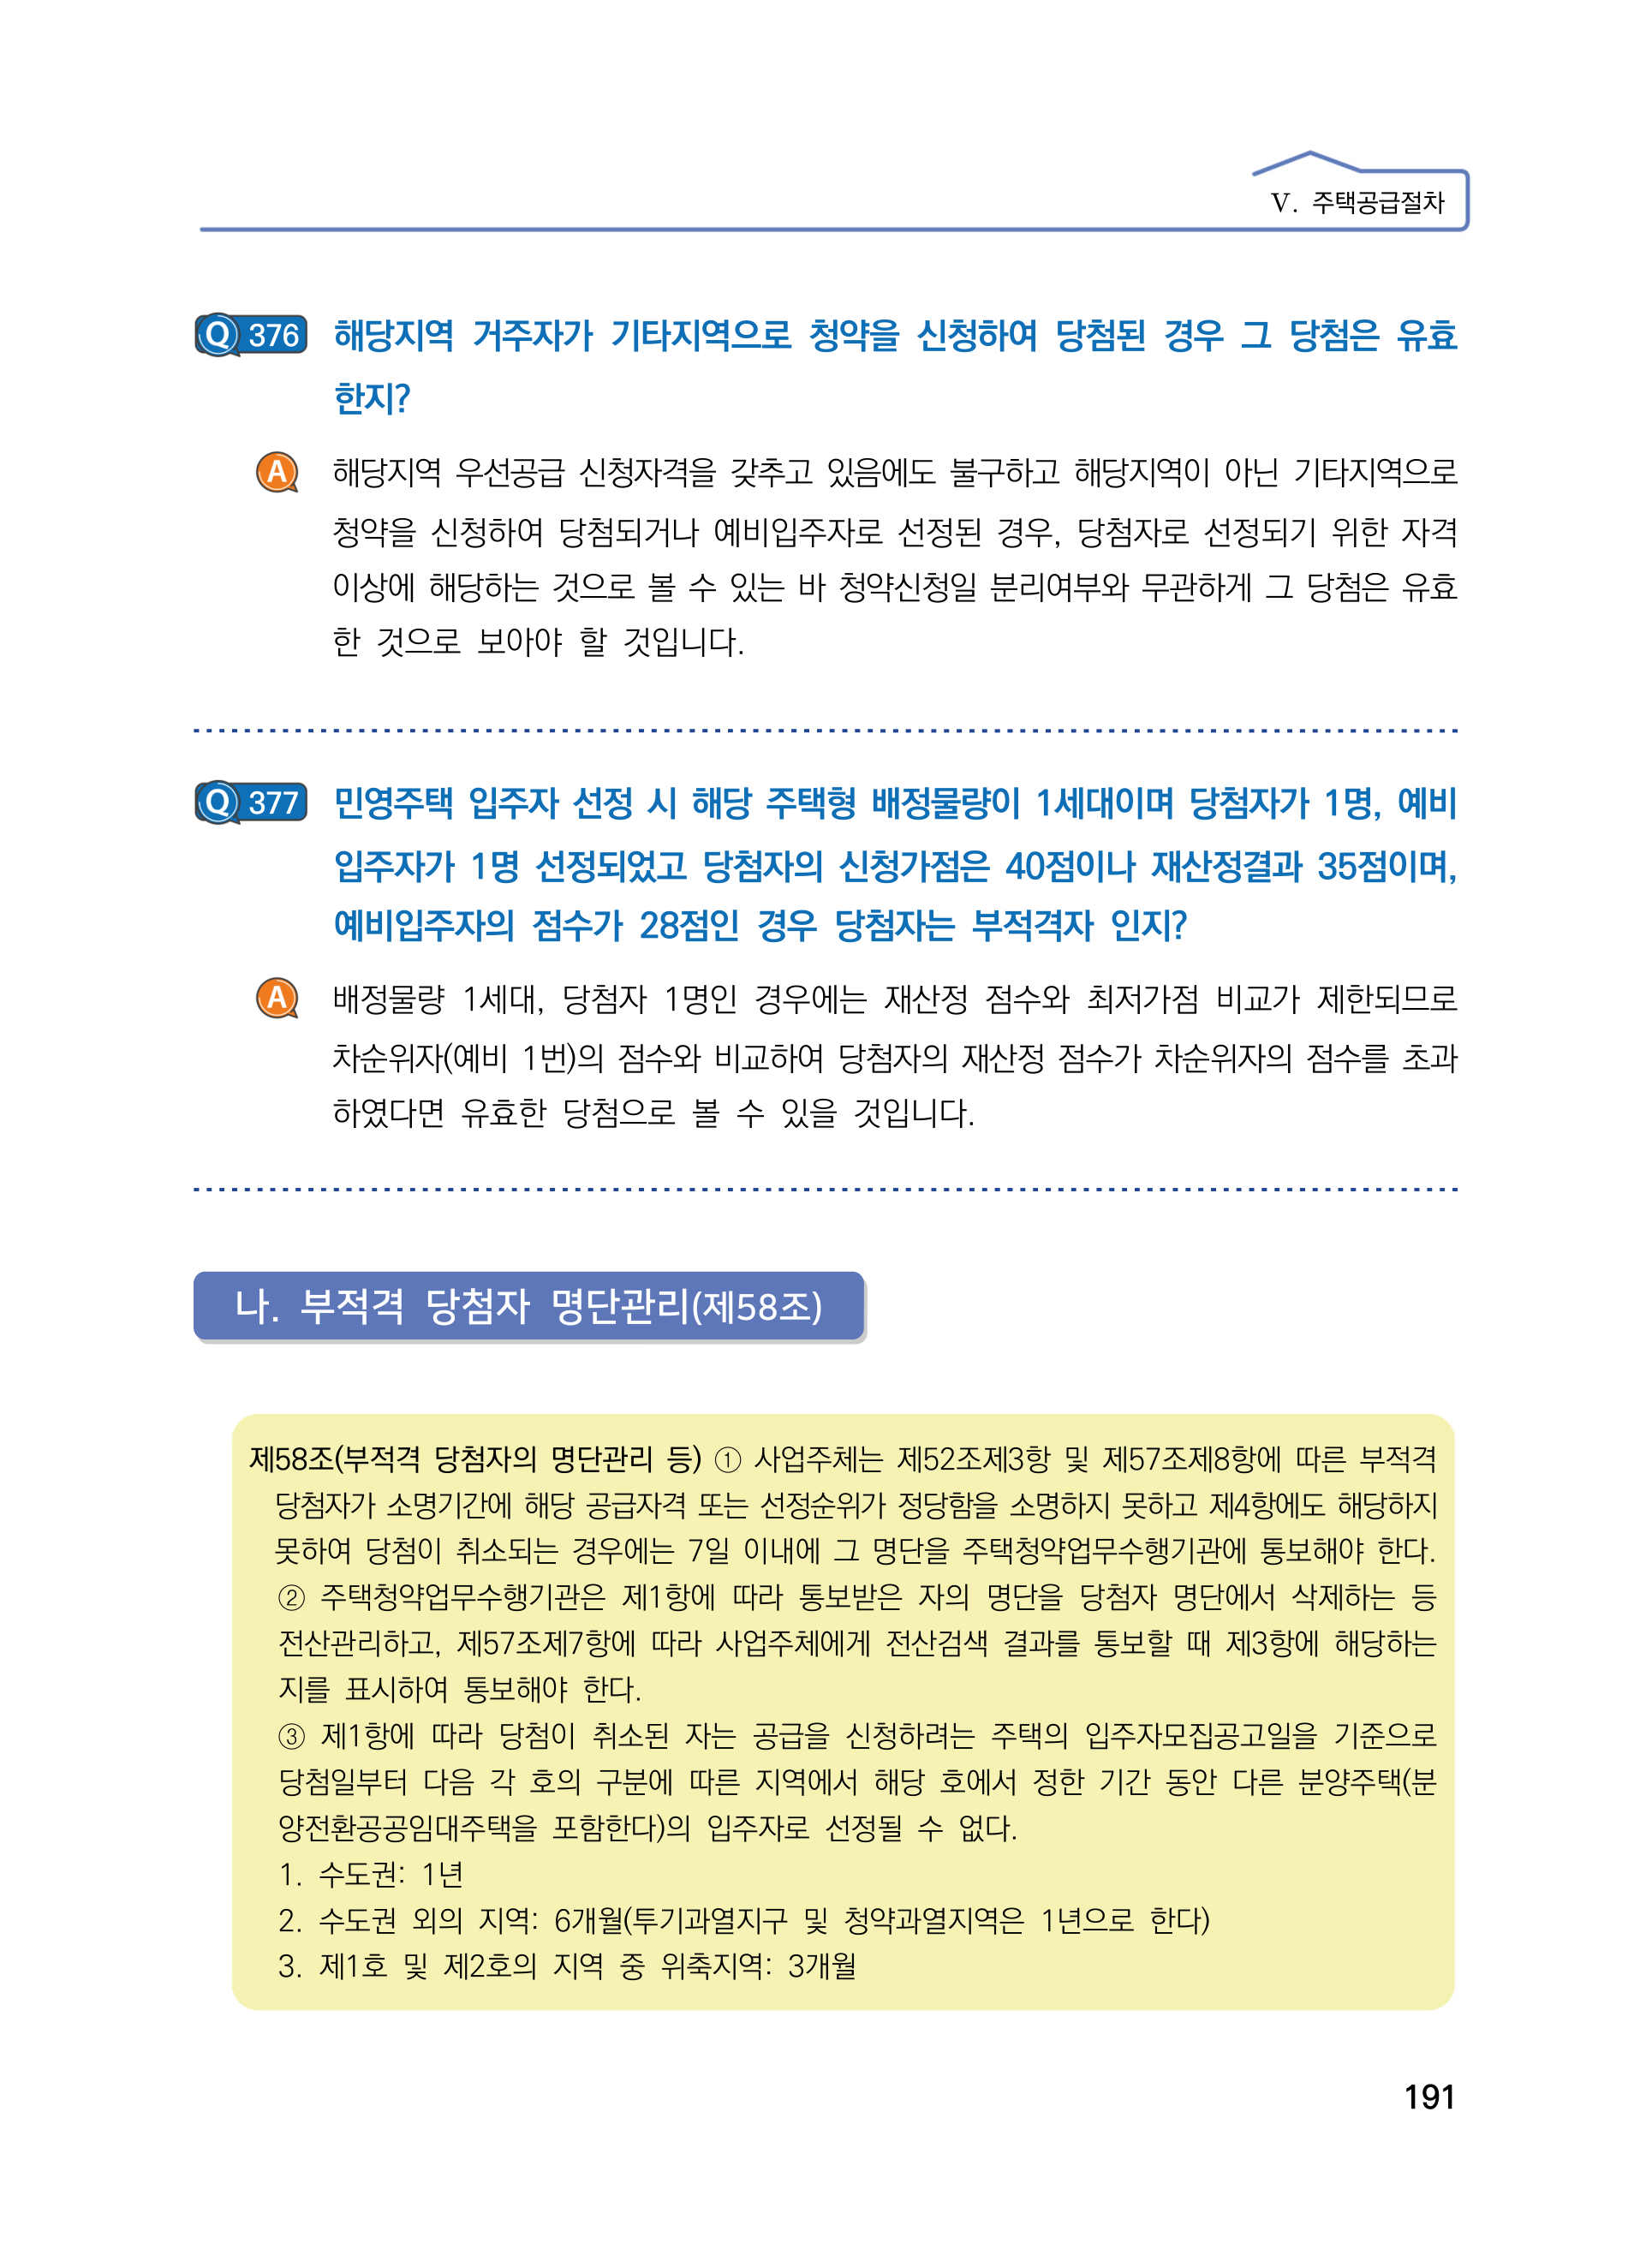 Ⅴ. 주택공급절차
Q 376 해당지역 거주자가 기타지역으로 청약을 신청하여 당첨된 경우 그 당첨은 유효
한지?
A 해당지역 우선공급 신청자격을 갖추고 있음에도 불구하고 해당지역이 아닌 기타지역으로
청약을 신청하여 당첨되거나 예비입주자로 선정된 경우, 당첨자로 선정되기 위한 자격
이상에 해당하는 것으로 볼 수 있는 바 청약신청일 분리여부와 무관하게 그 당첨은 유효
한 것으로 보아야 할 것입니다.
Q 377 민영주택 입주자 선정 시 해당 주택형 배정물량이 1세대이며 당첨자가 1명, 예비
입주자가 1명 선정되었고 당첨자의 신청가점은 40점이나 재산정결과 35점이며,
예비입주자의 점수가 28점인 경우 당첨자는 부적격자 인지?
A 배정물량 1세대, 당첨자 1명인 경우에는 재산정 점수와 최저가점 비교가 제한되므로
차순위자(예비 1번)의 점수와 비교하여 당첨자의 재산정 점수가 차순위자의 점수를 초과
하였다면 유효한 당첨으로 볼 수 있을 것입니다.
나. 부적격 당첨자 명단관리(제58조)
제58조(부적격 당첨자의 명단관리 등) ① 사업주체는 제52조제3항 및 제57조제8항에 따른 부적격
당첨자가 소명기간에 해당 공급자격 또는 선정순위가 정당함을 소명하지 못하고 제4항에도 해당하지
못하여 당첨이 취소되는 경우에는 7일 이내에 그 명단을 주택청약업무수행기관에 통보해야 한다.
② 주택청약업무수행기관은 제1항에 따라 통보받은 자의 명단을 당첨자 명단에서 삭제하는 등
전산관리하고, 제57조제7항에 따라 사업주체에게 전산검색 결과를 통보할 때 제3항에 해당하는
지를 표시하여 통보해야 한다.
③ 제1항에 따라 당첨이 취소된 자는 공급을 신청하려는 주택의 입주자모집공고일을 기준으로
당첨일부터 다음 각 호의 구분에 따른 지역에서 해당 호에서 정한 기간 동안 다른 분양주택(분
양전환공공임대주택을 포함한다)의 입주자로 선정될 수 없다.
1. 수도권: 1년
2. 수도권 외의 지역: 6개월(투기과열지구 및 청약과열지역은 1년으로 한다)
3. 제1호 및 제2호의 지역 중 위축지역: 3개월
191